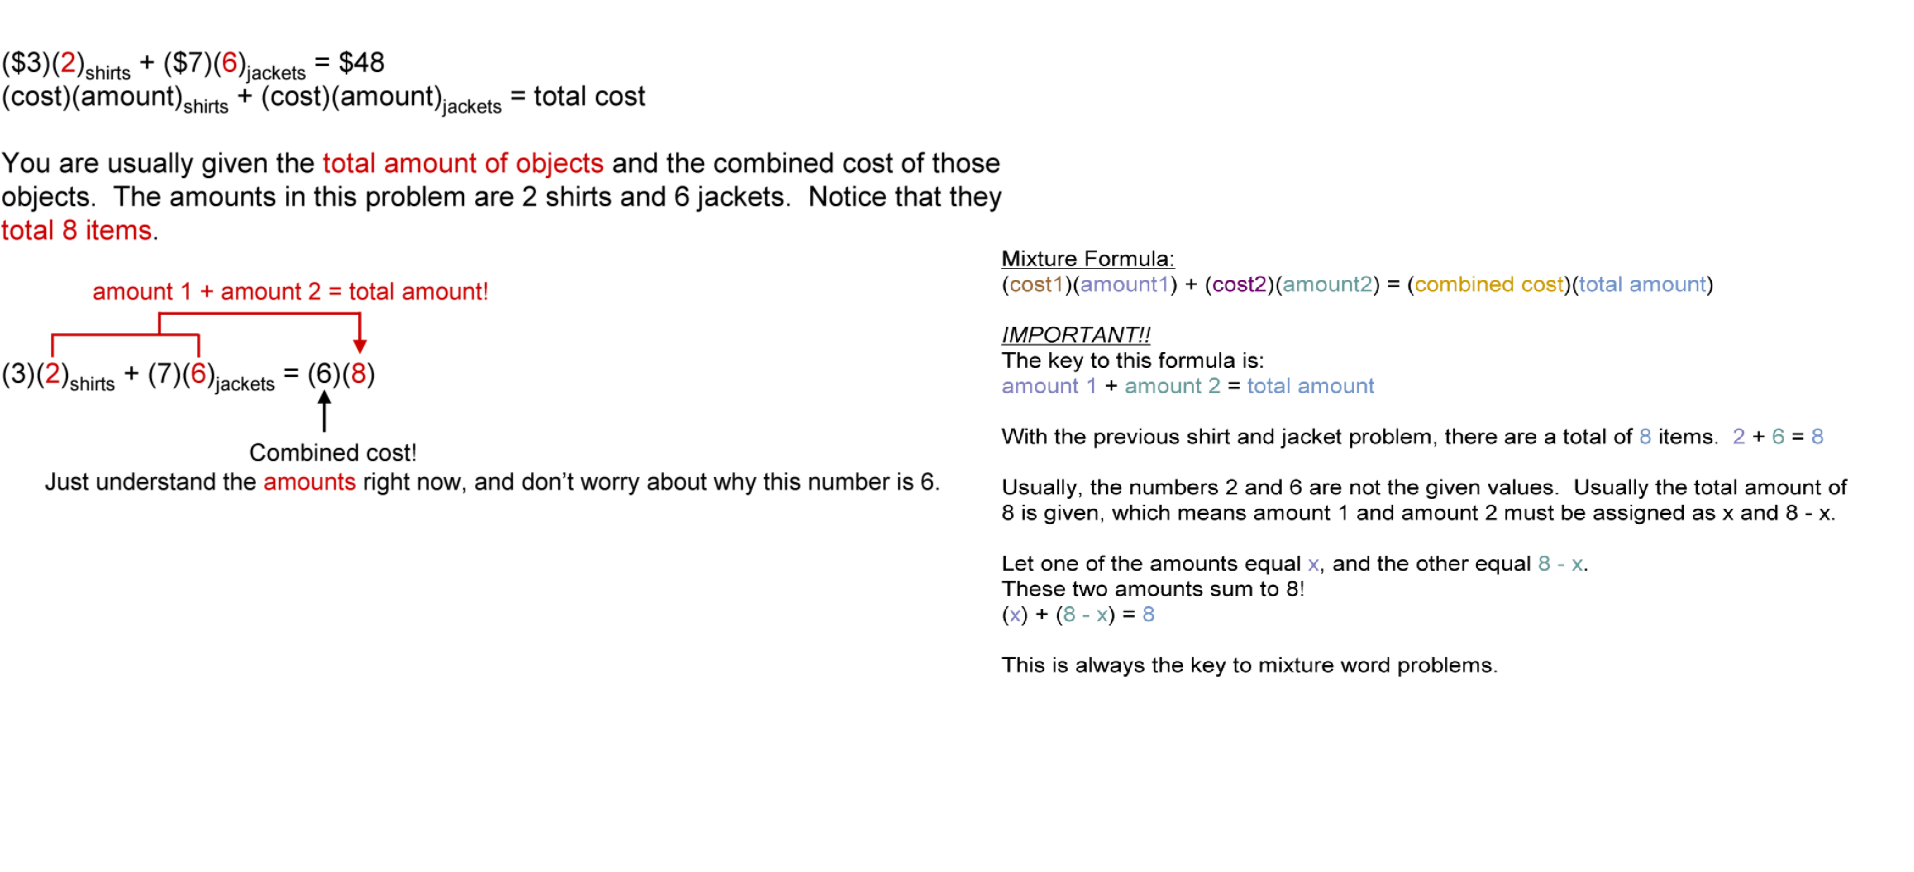 ($3)(2)shirts + ($7)(6)jackets = $48
(cost)(amount)shirts + (cost)(amount)jackets = total cost
You are usually given the total amount of objects and the combined cost of those
objects.  The amounts in this problem are 2 shirts and 6 jackets.  Notice that they
total 8 items.
amount 1 + amount 2 = total amount!
(3)(2)shirts + (7)(6)jackets = (6)(8)
Combined cost!
Just understand the amounts right now, and don't worry about why this number is 6.
Mixture Formula:
(cost1)(amount1) + (cost2)(amount2) = (combined cost)(total amount)
IMPORTANT!!
The key to this formula is:
amount 1 + amount 2 = total amount
With the previous shirt and jacket problem, there are a total of 8 items.  2 + 6 = 8
Usually, the numbers 2 and 6 are not the given values.  Usually the total amount of
8 is given, which means amount 1 and amount 2 must be assigned as x and 8 - x.
Let one of the amounts equal x, and the other equal 8 - x.
These two amounts sum to 8!
(x) + (8 - x) = 8
This is always the key to mixture word problems.